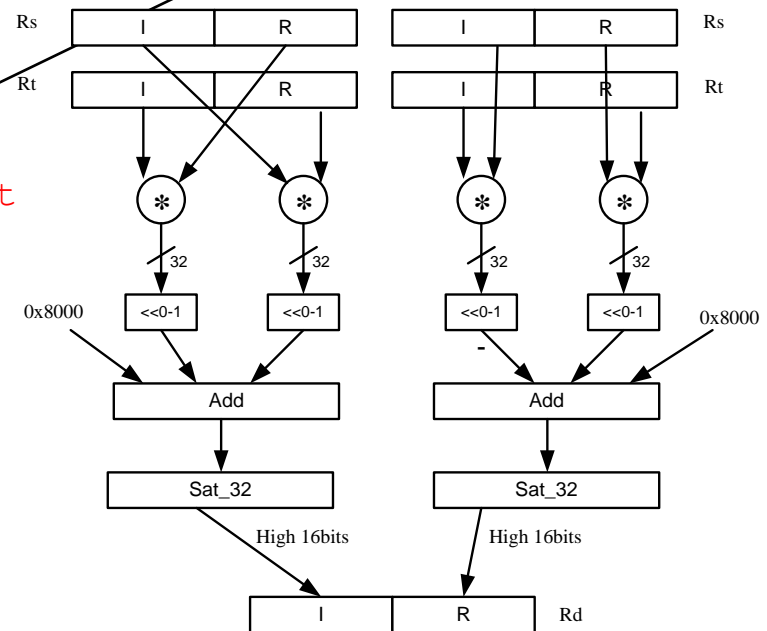 Rs I R I R Rs
Rt I R I R Rt
t
* * * *
32 32 32 32
0x8000 <<0-1 <<0-1 <<0-1 <<0-1 0x8000
-
Add Add
Sat_32 Sat_32
High 16bits High 16bits
I R Rd